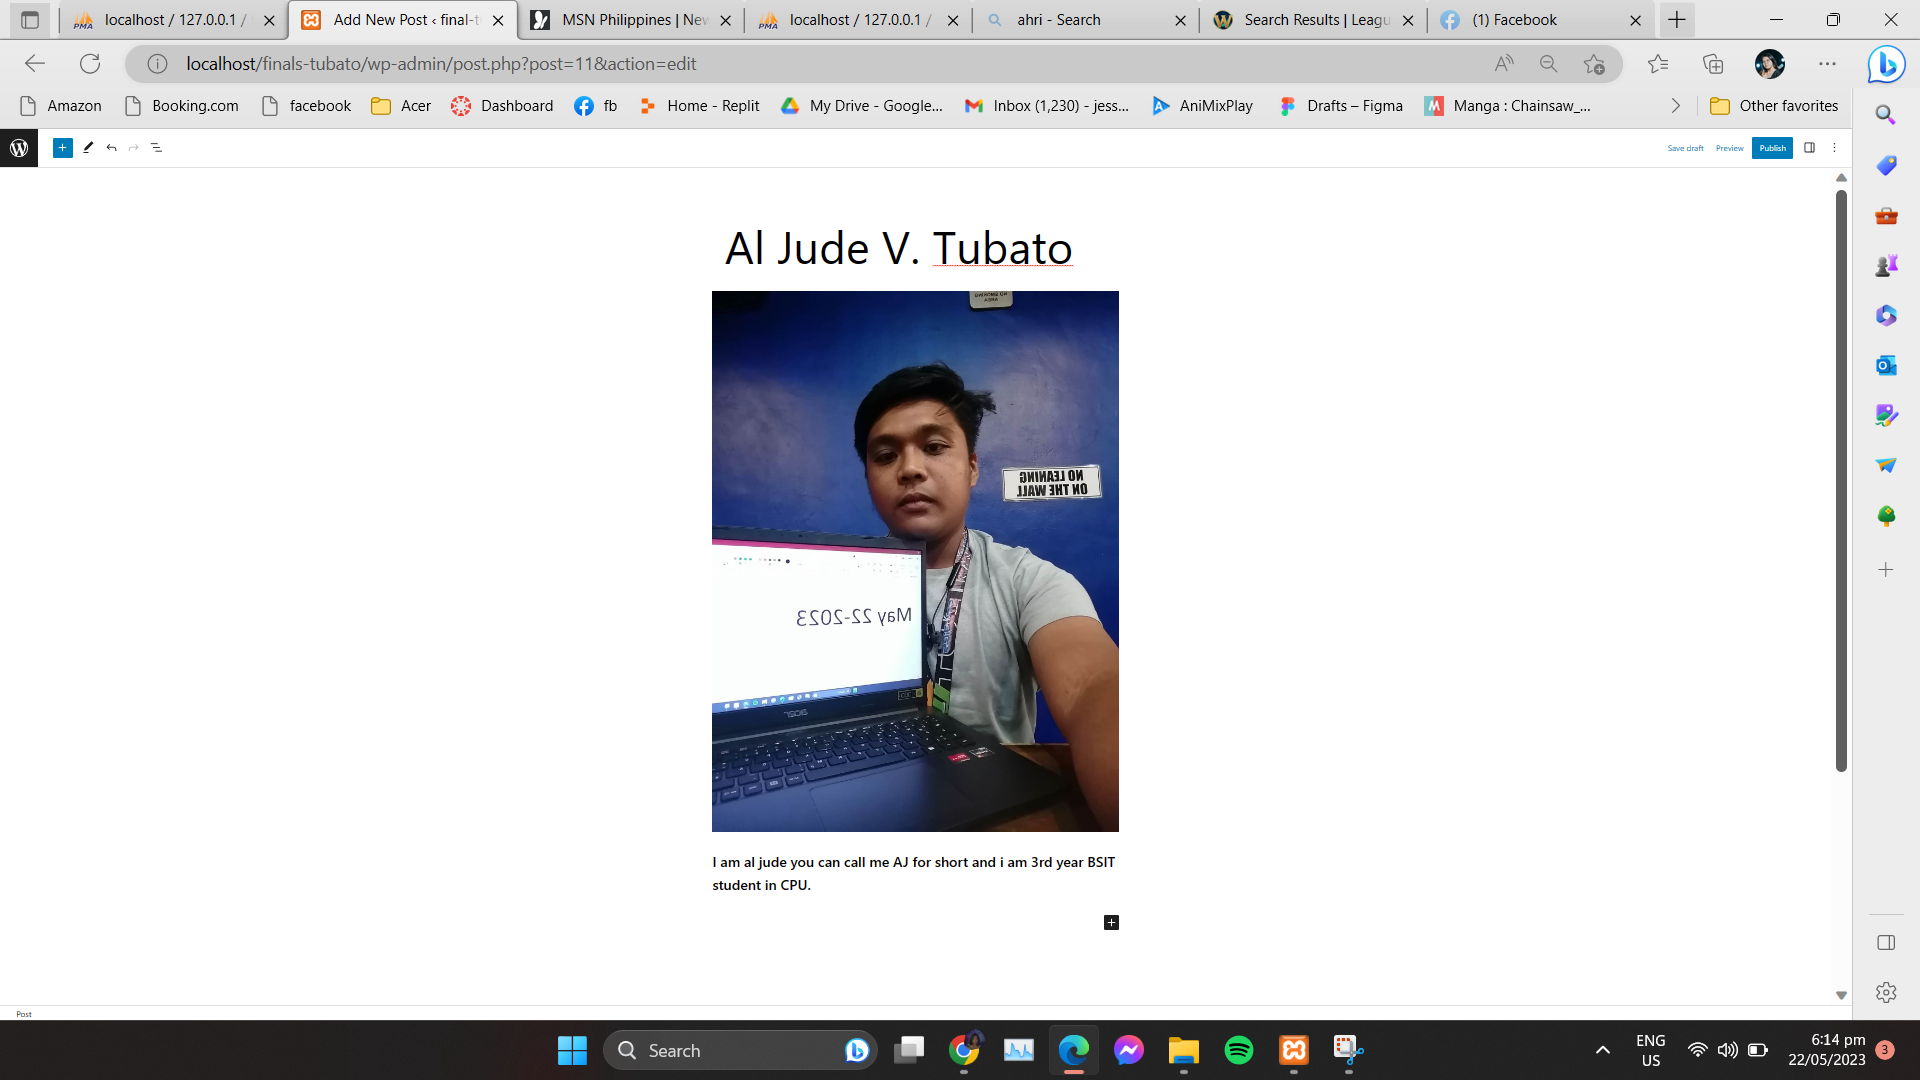 localhost / 127.0.0.1 /
Add New Post ‹ final-t
MSN Philippines | Nev
localhost / 127.0.0.1 /
ahri - Search
Search Results | Leagu
(1) Facebook
localhost/finals-tubato/wp-admin/post.php?post=11&action=edit
Amazon
Booking.com
facebook
Acer
Dashboard
fb
Home - Replit
My Drive - Google...
Inbox (1,230) - jess...
AniMixPlay
Drafts – Figma
Manga : Chainsaw_...
Other favorites
Save draft
Preview
Publish
Al Jude V. Tubato
NO LEANING
ON THE WALL
May 22-2023
I am al jude you can call me AJ for short and i am 3rd year BSIT
student in CPU.
Post
Search
ENG
US
6:14 pm
22/05/2023
3